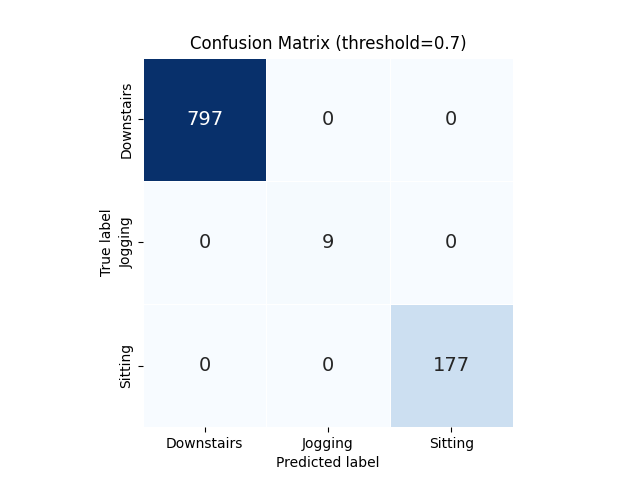 Confusion Matrix (threshold=0.7)
True label
Downstairs
797 0 0
Jogging
0 9 0
Sitting
0 0 177
Downstairs Jogging Sitting
Predicted label